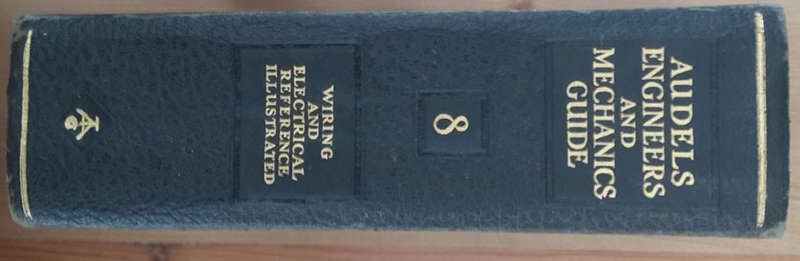 AUDELS
ENGINEERS
AND
MECHANICS
GUIDE
8
WIRING
AND
ELECTRICAL
REFERENCE
ILLUSTRATED